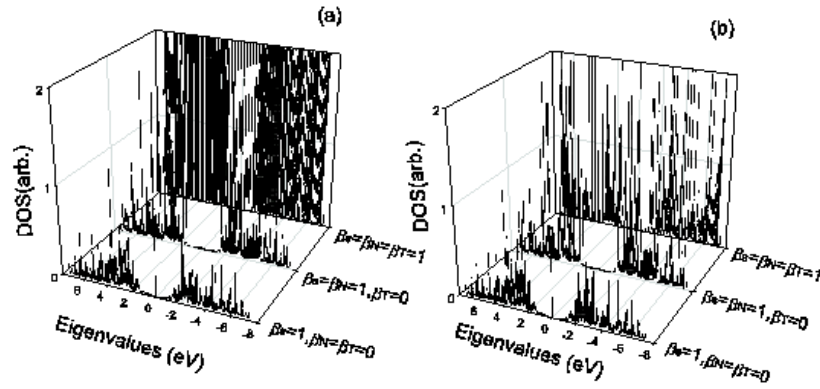 (a)
2
1
0
DOS(arb.)
6 4 2 0 -2 -4 -6 -8
Eigenvalues (eV)
βB=βN=βT=1
βB=βN=1,βT=0
βB=1,βN=βT=0
(b)
2
1
0
DOS(arb.)
6 4 2 0 -2 -4 -6 -8
Eigenvalues (eV)
βB=βN=βT=1
βB=βN=1,βT=0
βB=1,βN=βT=0